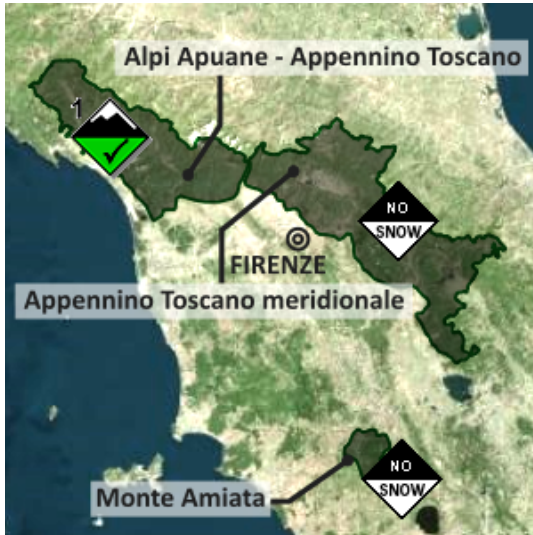 Alpi Apuane - Appennino Toscano
1
NO
SNOW
FIRENZE
Appennino Toscano meridionale
NO
SNOW
Monte Amiata